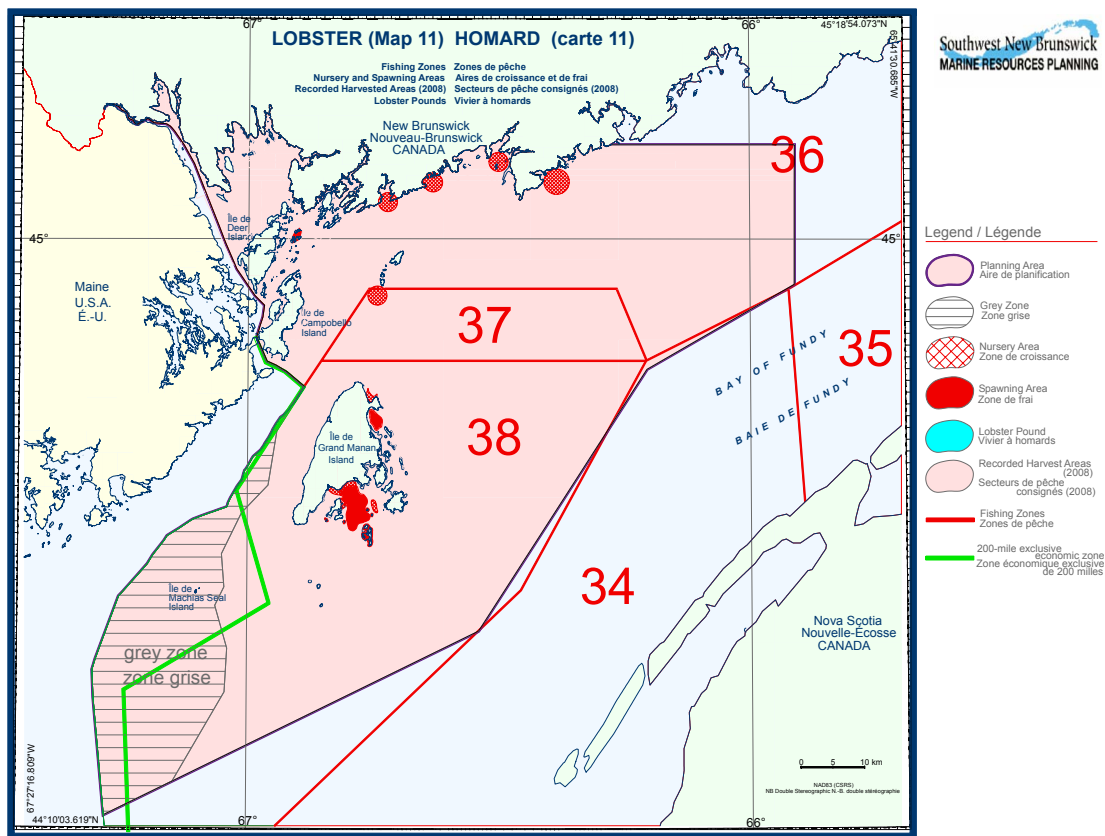 67°
66°
45°18'54.073"N
65°41'30.685"W
LOBSTER (Map 11) HOMARD (carte 11)
Fishing Zones Zones de pêche
Nursery and Spawning Areas Aires de croissance et de frai
Recorded Harvested Areas (2008) Secteurs de pêche consignés (2008)
Lobster Pounds Vivier à homards
Southwest New Brunswick
MARINE RESOURCES PLANNING
New Brunswick
Nouveau-Brunswick
CANADA
36
Île de
Deer
Island
45°
45°
Maine
U.S.A.
É.-U.
Île de
Campobello
Island
37
35
BAY OF FUNDY
BAIE DE FUNDY
38
Île de
Grand Manan
Island
34
Île de
Machias Seal
Island
grey zone
zone grise
Nova Scotia
Nouvelle-Écosse
CANADA
0 5 10 km
NAD83 (CSRS)
NB Double Stereographic N.-B. double stéréographie
67°27'16.809"W
44°10'03.619"N
67°
66°
Legend / Légende
Planning Area
Aire de planification
Grey Zone
Zone grise
Nursery Area
Zone de croissance
Spawning Area
Zone de frai
Lobster Pound
Vivier à homards
Recorded Harvest Areas
(2008)
Secteurs de pêche
consignés (2008)
Fishing Zones
Zones de pêche
200-mile exclusive
economic zone
Zone économique exclusive
de 200 milles